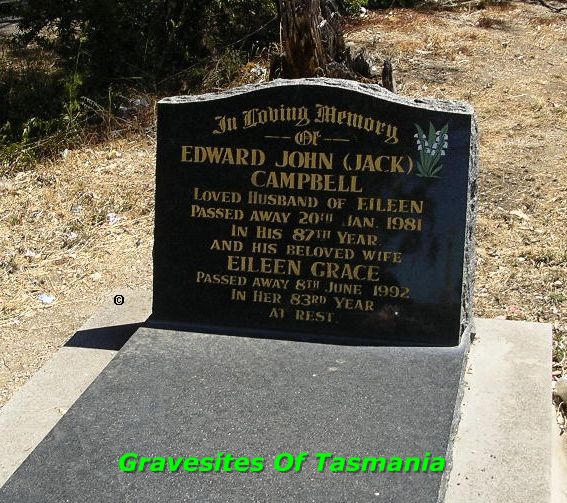 In Loving Memory
Of
EDWARD JOHN (JACK)
CAMPBELL
LOVED HUSBAND OF EILEEN
PASSED AWAY 20TH JAN. 1981
IN HIS 87TH YEAR.
AND HIS BELOVED WIFE
EILEEN GRACE
PASSED AWAY 8TH JUNE 1992
IN HER 83RD YEAR
AT REST.
©
Gravesites Of Tasmania